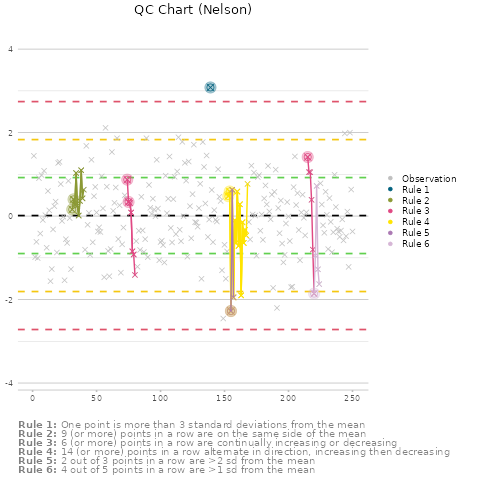 QC Chart (Nelson)
4
2
0
-2
-4
0
50
100
150
200
250
Observation
Rule 1
Rule 2
Rule 3
Rule 4
Rule 5
Rule 6
Rule 1: One point is more than 3 standard deviations from the mean
Rule 2: 9 (or more) points in a row are on the same side of the mean
Rule 3: 6 (or more) points in a row are continually increasing or decreasing
Rule 4: 14 (or more) points in a row alternate in direction, increasing then decreasing
Rule 5: 2 out of 3 points in a row are >2 sd from the mean
Rule 6: 4 out of 5 points in a row are >1 sd from the mean